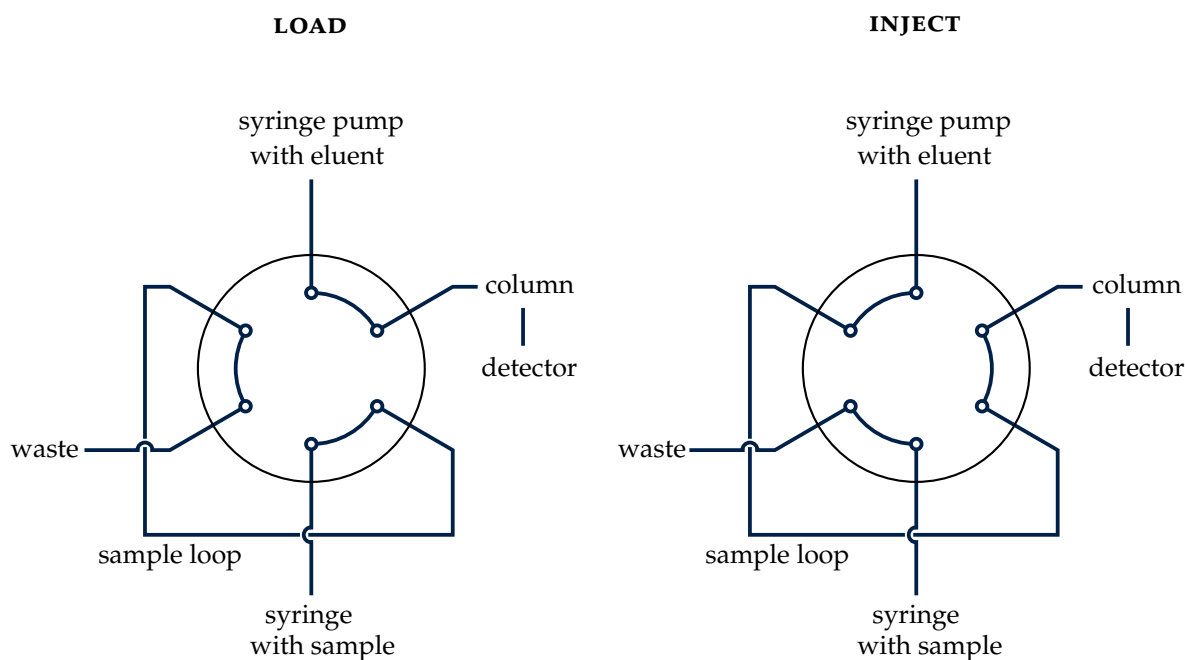 LOAD
syringe pump
with eluent
column
detector
waste
sample loop
syringe
with sample
INJECT
syringe pump
with eluent
column
detector
waste
sample loop
syringe
with sample